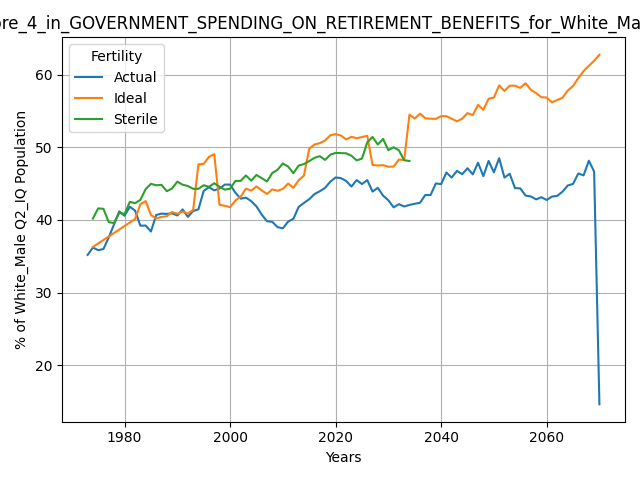 ore_4_in_GOVERNMENT_SPENDING_ON_RETIREMENT_BENEFITS_for_White_Ma
Fertility
Actual
Ideal
Sterile
% of White_Male Q2_IQ Population
60
50
40
30
20
1980
2000
2020
2040
2060
Years